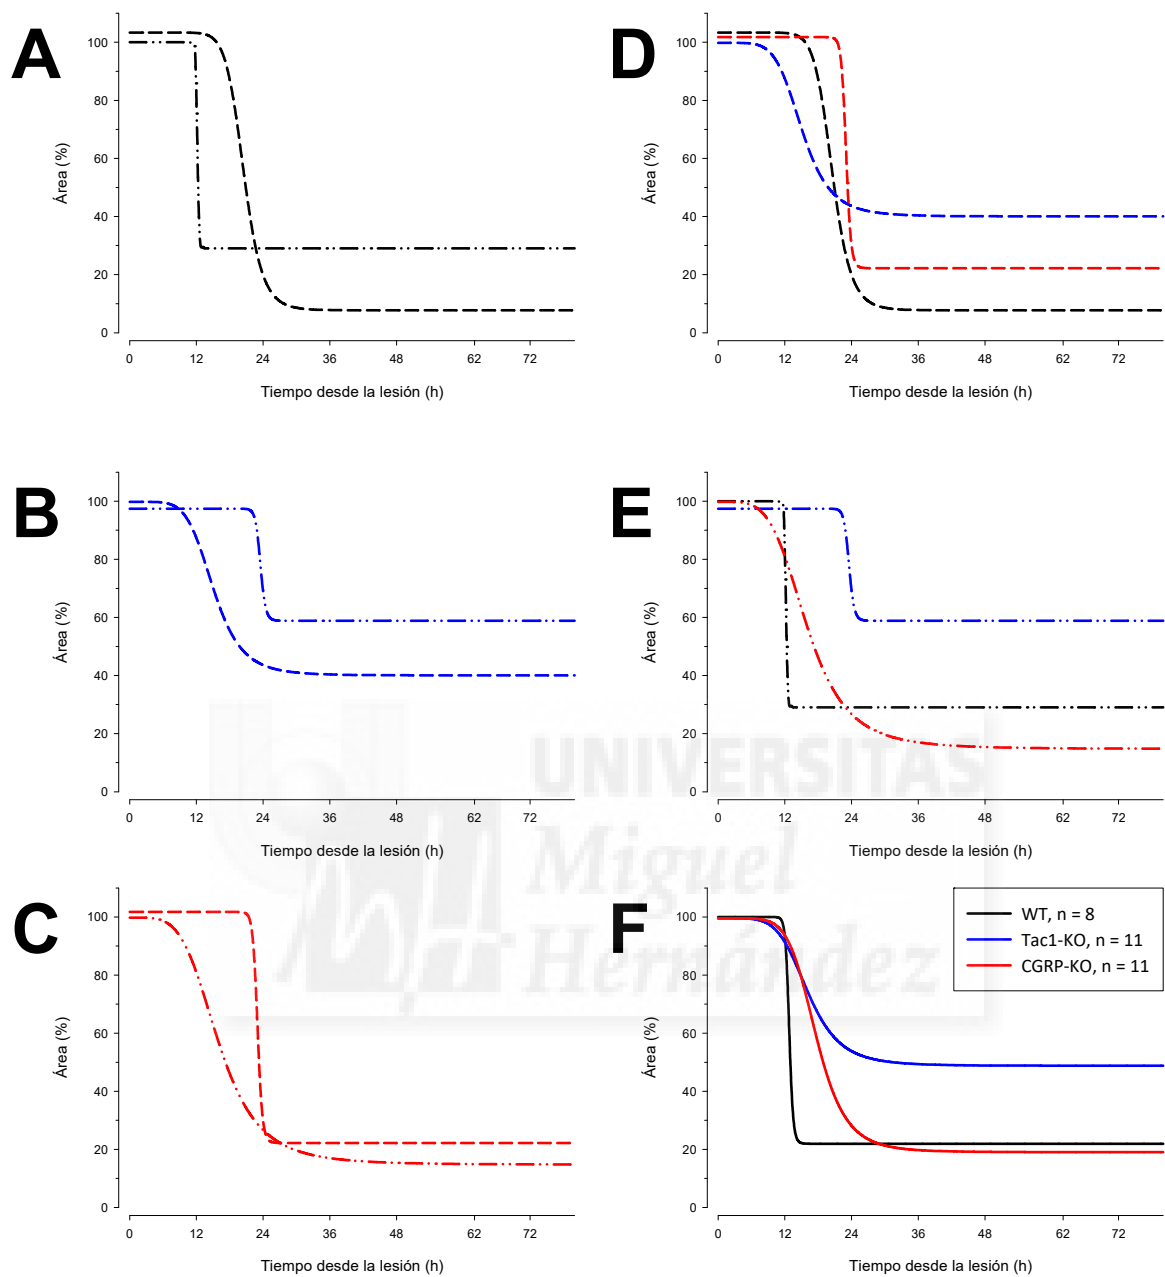 A
100
80
60
40
20
0
Área (%)
0 12 24 36 48 62 72
Tiempo desde la lesión (h)
D
100
80
60
40
20
0
Área (%)
0 12 24 36 48 62 72
Tiempo desde la lesión (h)
B
100
80
60
40
20
0
Área (%)
0 12 24 36 48 62 72
Tiempo desde la lesión (h)
E
100
80
60
40
20
0
Área (%)
0 12 24 36 48 62 72
Tiempo desde la lesión (h)
UNIVERSITAS
Miguel
Hernández
C
100
80
60
40
20
0
Área (%)
0 12 24 36 48 62 72
Tiempo desde la lesión (h)
F
WT, n = 8
Tac1-KO, n = 11
CGRP-KO, n = 11
100
80
60
40
20
0
Área (%)
0 12 24 36 48 62 72
Tiempo desde la lesión (h)